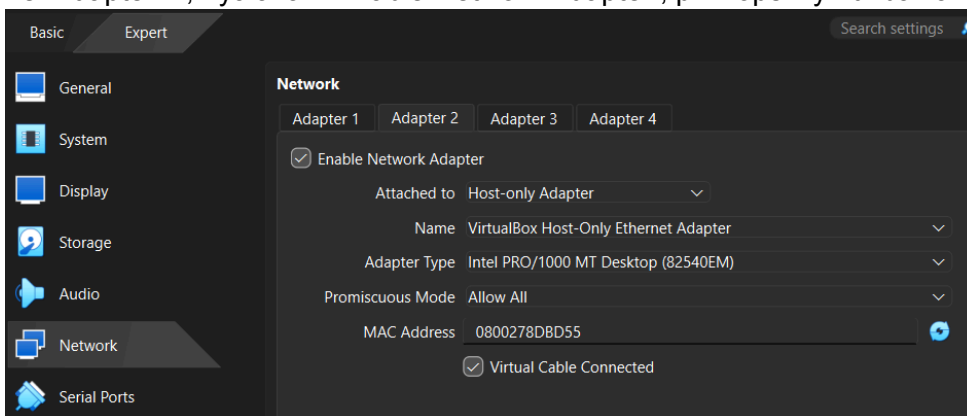 Basic Expert Search settings
General
System
Display
Storage
Audio
Network
Serial Ports
Network
Adapter 1 Adapter 2 Adapter 3 Adapter 4
Enable Network Adapter
Attached to Host-only Adapter
Name VirtualBox Host-Only Ethernet Adapter
Adapter Type Intel PRO/1000 MT Desktop (82540EM)
Promiscuous Mode Allow All
MAC Address 0800278DBD55
Virtual Cable Connected